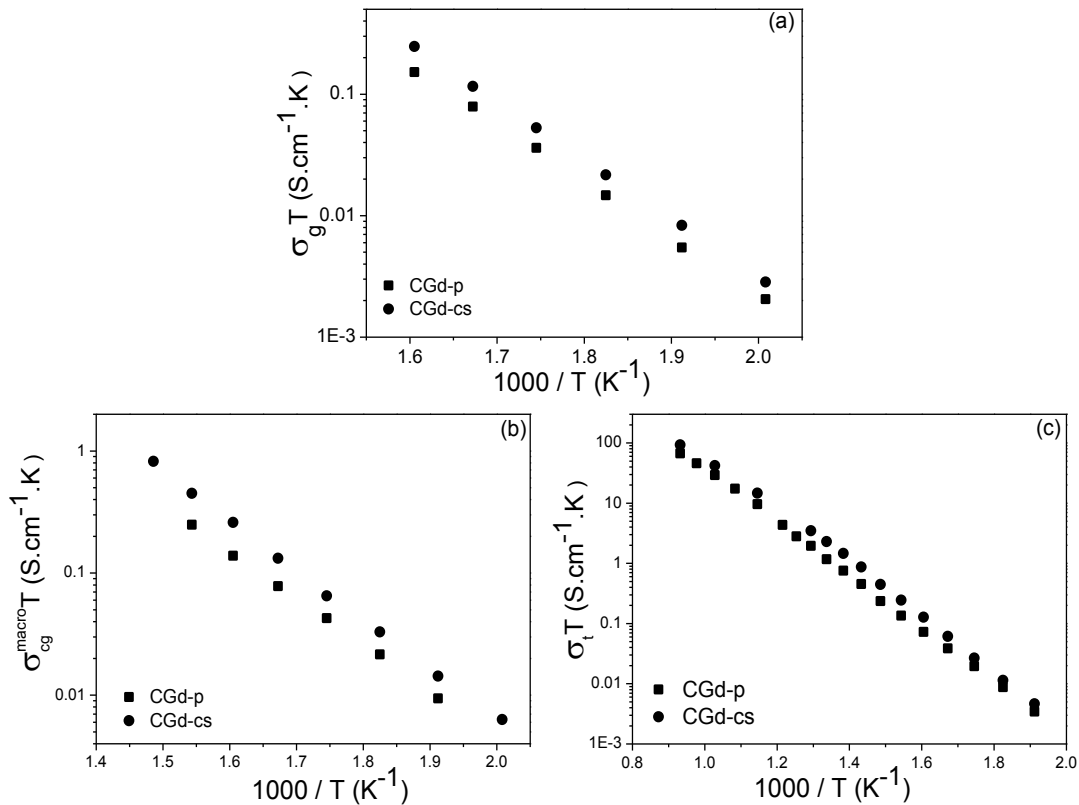 (a)
σg T (S.cm-1.K)
0.1
0.01
1E-3
CGd-p
CGd-cs
1.6 1.7 1.8 1.9 2.0
1000 / T (K-1)
(b)
σcg macro T (S.cm-1.K)
1
0.1
0.01
CGd-p
CGd-cs
1.4 1.5 1.6 1.7 1.8 1.9 2.0
1000 / T (K-1)
(c)
σt T (S.cm-1.K)
100
10
1
0.1
0.01
1E-3
CGd-p
CGd-cs
0.8 1.0 1.2 1.4 1.6 1.8 2.0
1000 / T (K-1)